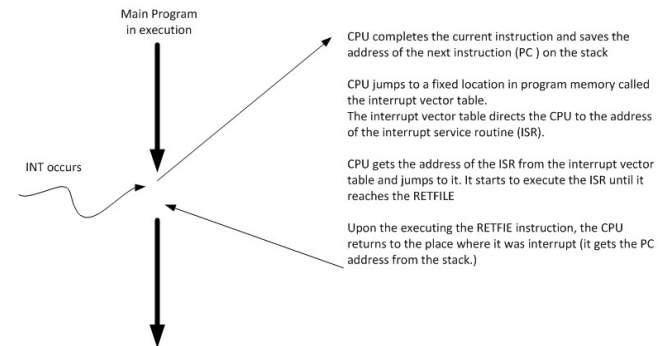 Main Program
in execution
CPU completes the current instruction and saves the
address of the next instruction (PC ) on the stack
CPU jumps to a fixed location in program memory called
the interrupt vector table.
The interrupt vector table directs the CPU to the address
of the interrupt service routine (ISR).
INT occurs
CPU gets the address of the ISR from the interrupt vector
table and jumps to it. It starts to execute the ISR until it
reaches the RETFILE
Upon the executing the RETFIE instruction, the CPU
returns to the place where it was interrupt (it gets the PC
address from the stack.)